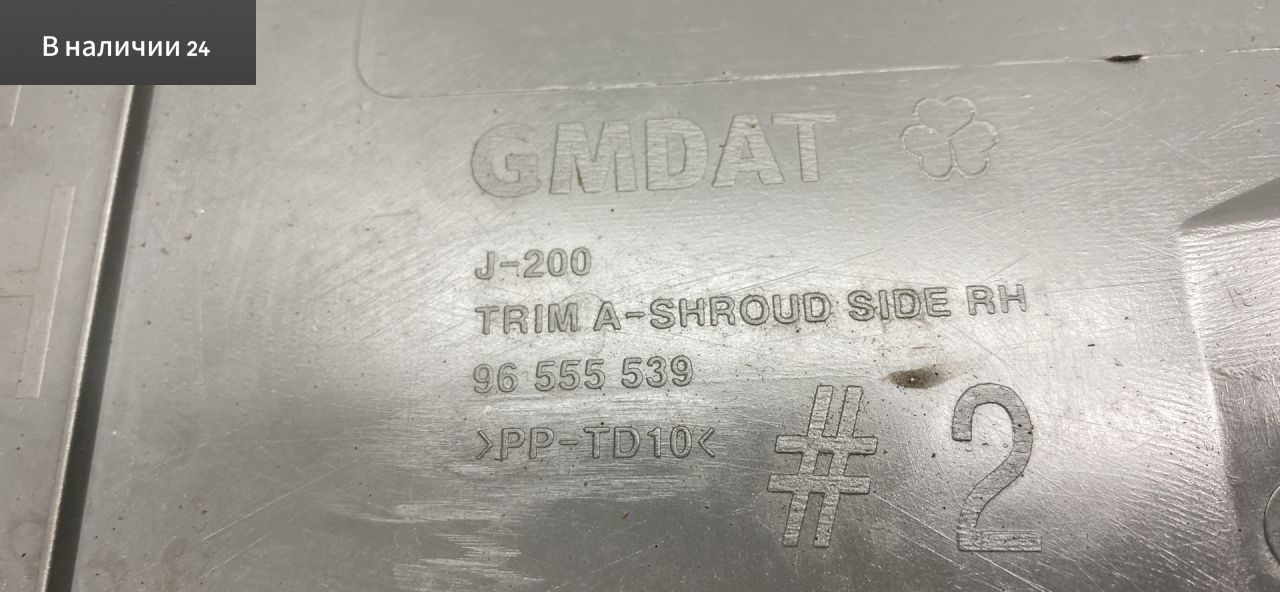 В наличии 24
GMDAT
J-200
TRIM A-SHROUD SIDE RH
96 555 539
>PP-TD10<
# 2